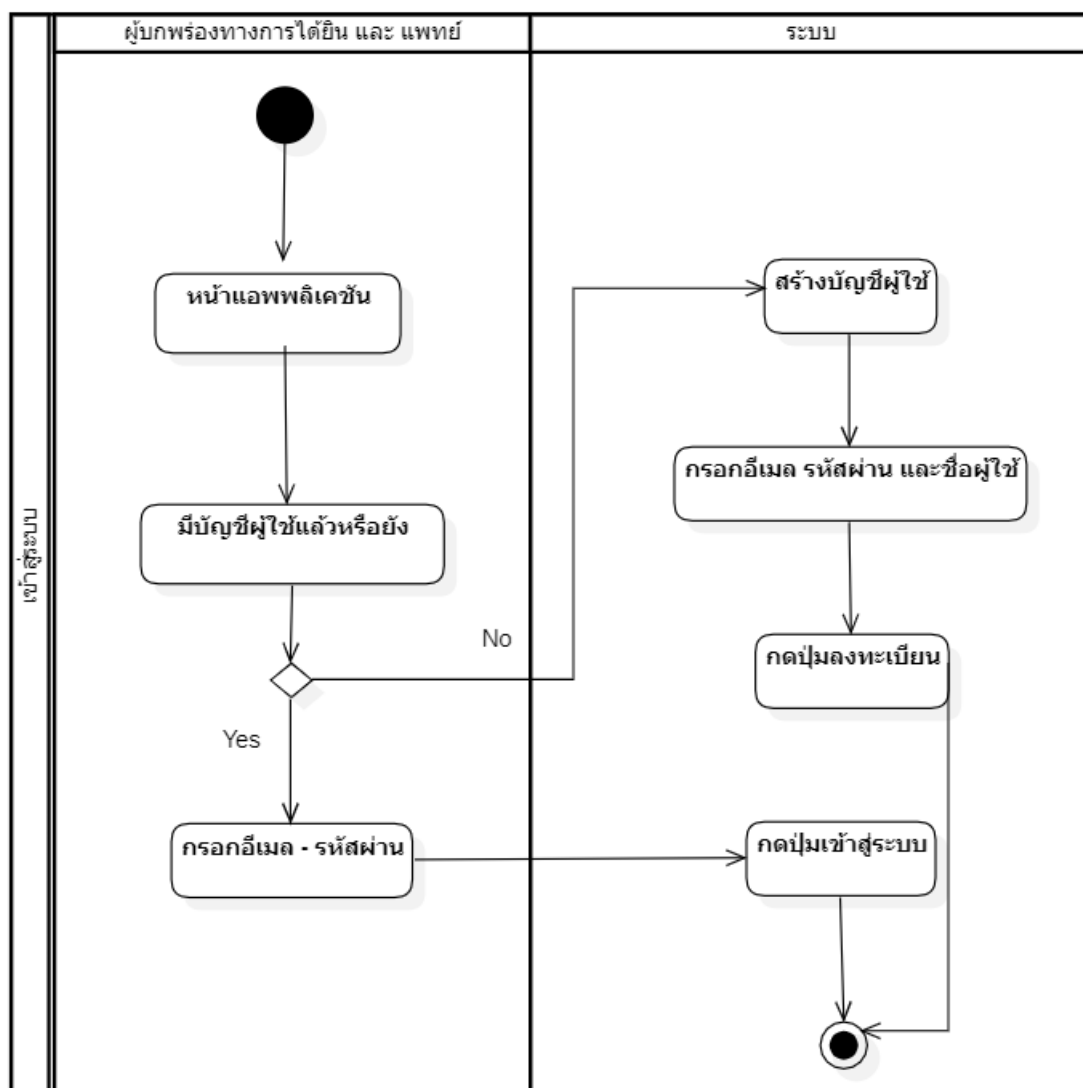 ผู้บกพร่องทางการได้ยิน และ แพทย์
ระบบ
เข้าสู่ระบบ
หน้าแอพพลิเคชัน
สร้างบัญชีผู้ใช้
กรอกอีเมล รหัสผ่าน และชื่อผู้ใช้
มีบัญชีผู้ใช้แล้วหรือยัง
No
กดปุ่มลงทะเบียน
Yes
กรอกอีเมล - รหัสผ่าน
กดปุ่มเข้าสู่ระบบ